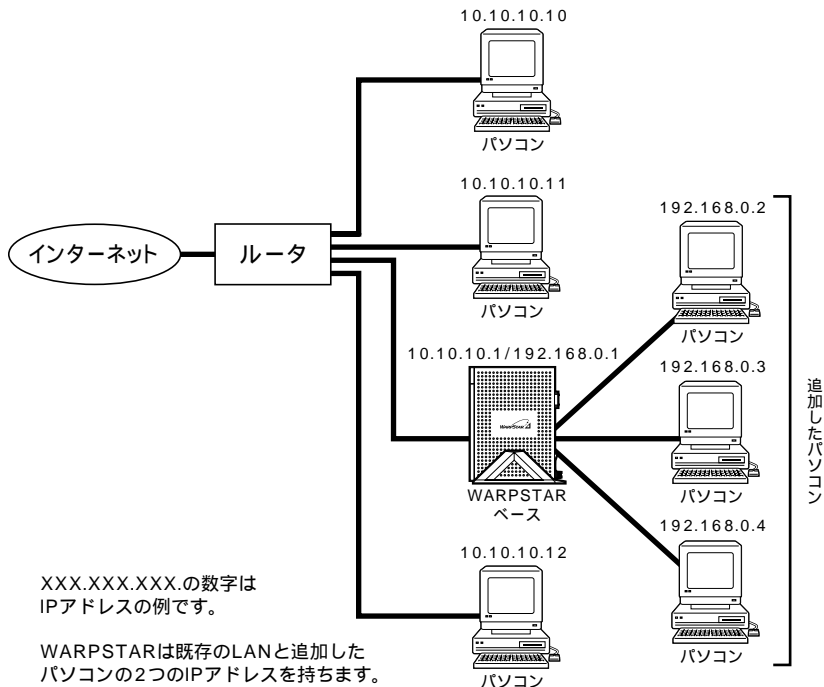 10.10.10.10
パソコン
10.10.10.11
パソコン
インターネット
ルータ
10.10.10.1/192.168.0.1
WARPSTAR
WARPSTAR
ベース
192.168.0.2
パソコン
192.168.0.3
パソコン
192.168.0.4
パソコン
追加したパソコン
10.10.10.12
パソコン
XXX.XXX.XXX.の数字は
IPアドレスの例です。
WARPSTARは既存のLANと追加した
パソコンの2つのIPアドレスを持ちます。